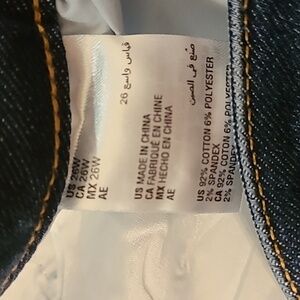 US 26W
CA 26W
MX 26W
AE
قياس واسع 26
US MADE IN CHINA
CA FABRIQUÉ EN CHINE
MX HECHO EN CHINA
AE
صنع في الصين
US 92% COTTON 6% POLYESTER
2% SPANDEX
CA 92% COTTON 6% POLYESTER
2% SPANDEX